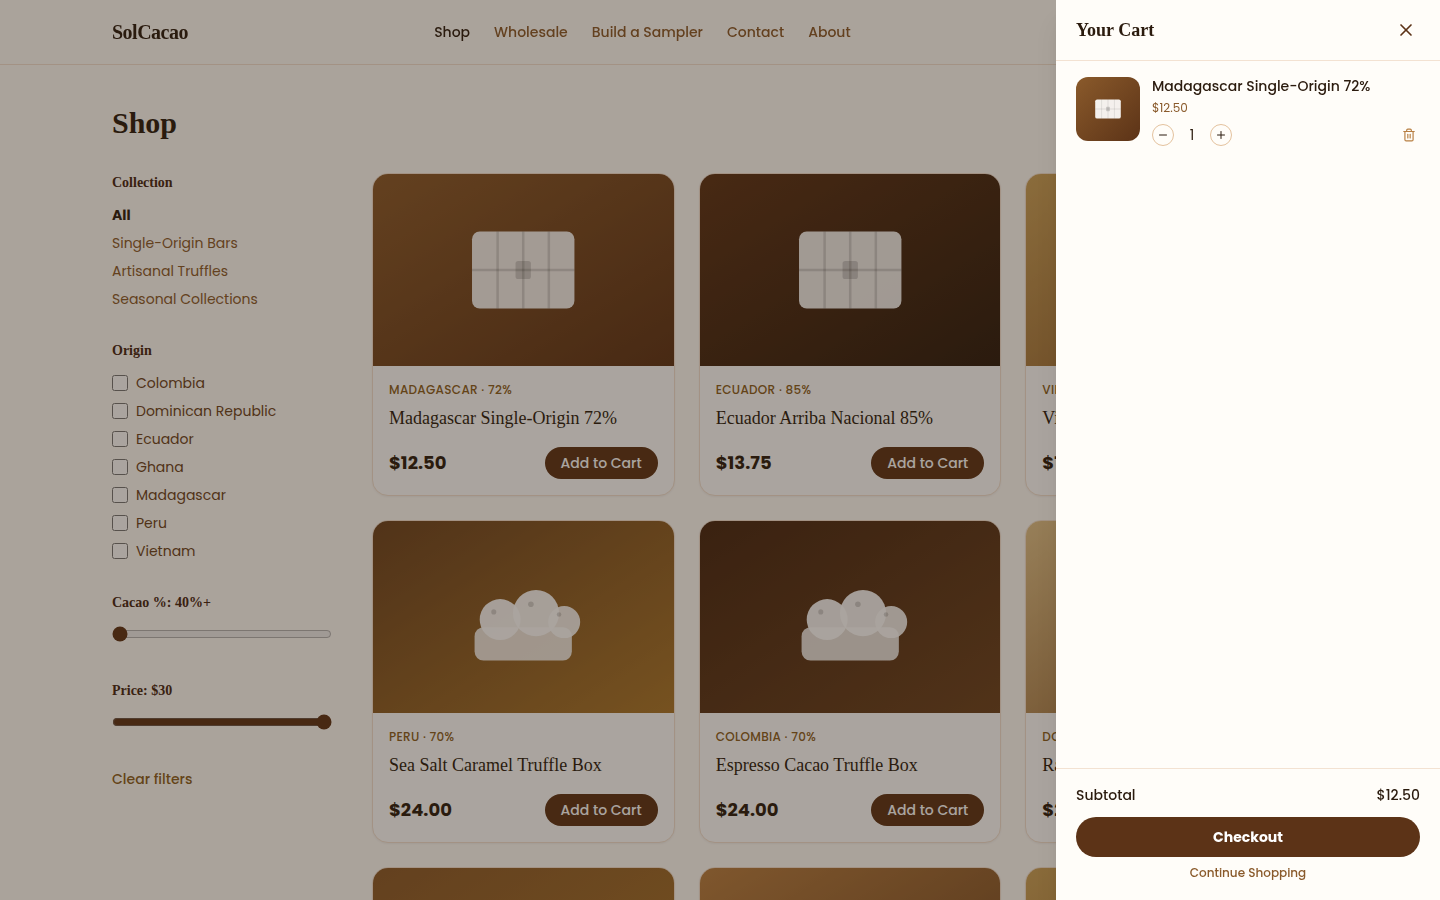 SolCacao
Shop
Wholesale
Build a Sampler
Contact
About
Shop
Collection
All
Single-Origin Bars
Artisanal Truffles
Seasonal Collections
Origin
Colombia
Dominican Republic
Ecuador
Ghana
Madagascar
Peru
Vietnam
Cacao %: 40%+
Price: $30
Clear filters
MADAGASCAR · 72%
Madagascar Single-Origin 72%
$12.50
Add to Cart
ECUADOR · 85%
Ecuador Arriba Nacional 85%
$13.75
Add to Cart
PERU · 70%
Sea Salt Caramel Truffle Box
$24.00
Add to Cart
COLOMBIA · 70%
Espresso Cacao Truffle Box
$24.00
Add to Cart
Your Cart
Madagascar Single-Origin 72%
$12.50
1
Subtotal
$12.50
Checkout
Continue Shopping